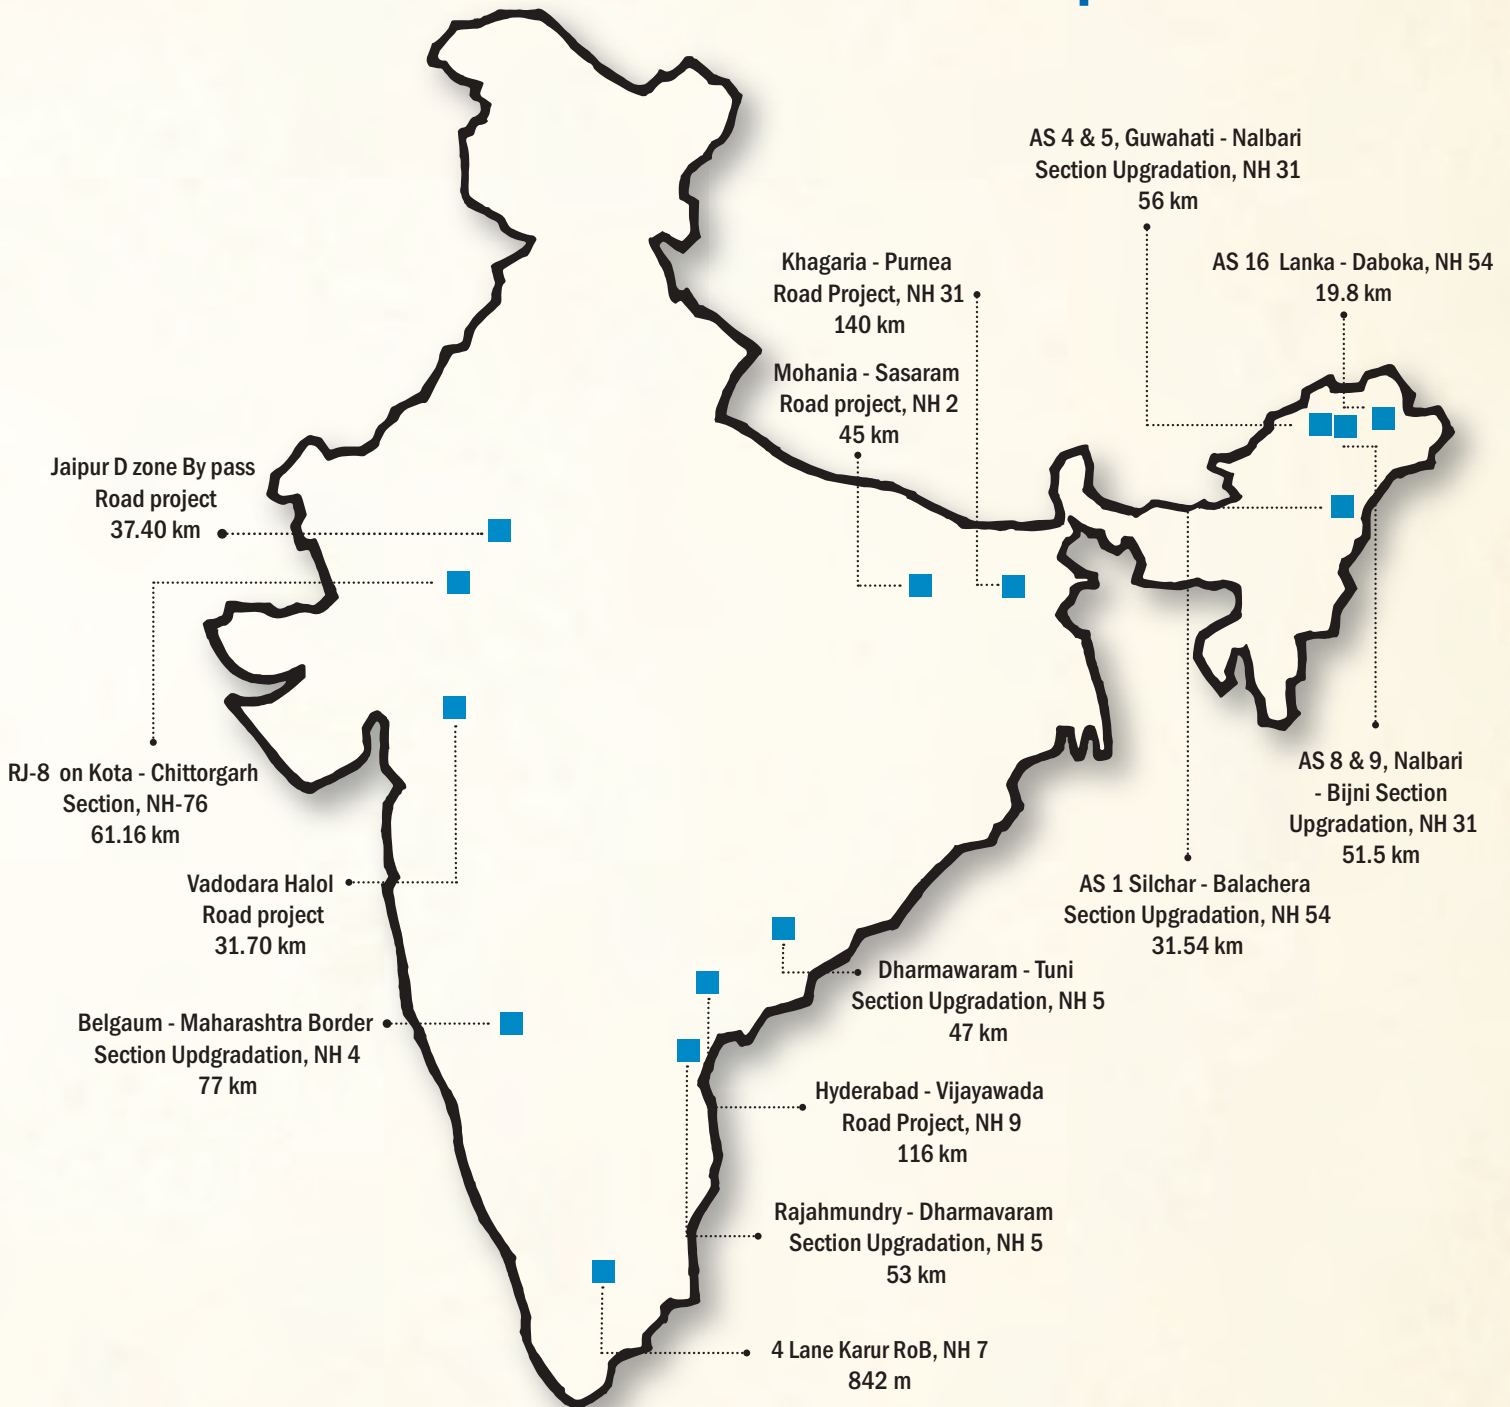 AS 4 & 5, Guwahati - Nalbari
Section Upgradation, NH 31
56 km
AS 16 Lanka - Daboka, NH 54
19.8 km
Khagaria - Purnea
Road Project, NH 31
140 km
Mohania - Sasaram
Road project, NH 2
45 km
Jaipur D zone By pass
Road project
37.40 km
RJ-8 on Kota - Chittorgarh
Section, NH-76
61.16 km
AS 8 & 9, Nalbari
- Bijni Section
Upgradation, NH 31
51.5 km
Vadodara Halol
Road project
31.70 km
AS 1 Silchar - Balachera
Section Upgradation, NH 54
31.54 km
Dharmawaram - Tuni
Section Upgradation, NH 5
47 km
Belgaum - Maharashtra Border
Section Updgradation, NH 4
77 km
Hyderabad - Vijayawada
Road Project, NH 9
116 km
Rajahmundry - Dharmavaram
Section Upgradation, NH 5
53 km
4 Lane Karur RoB, NH 7
842 m